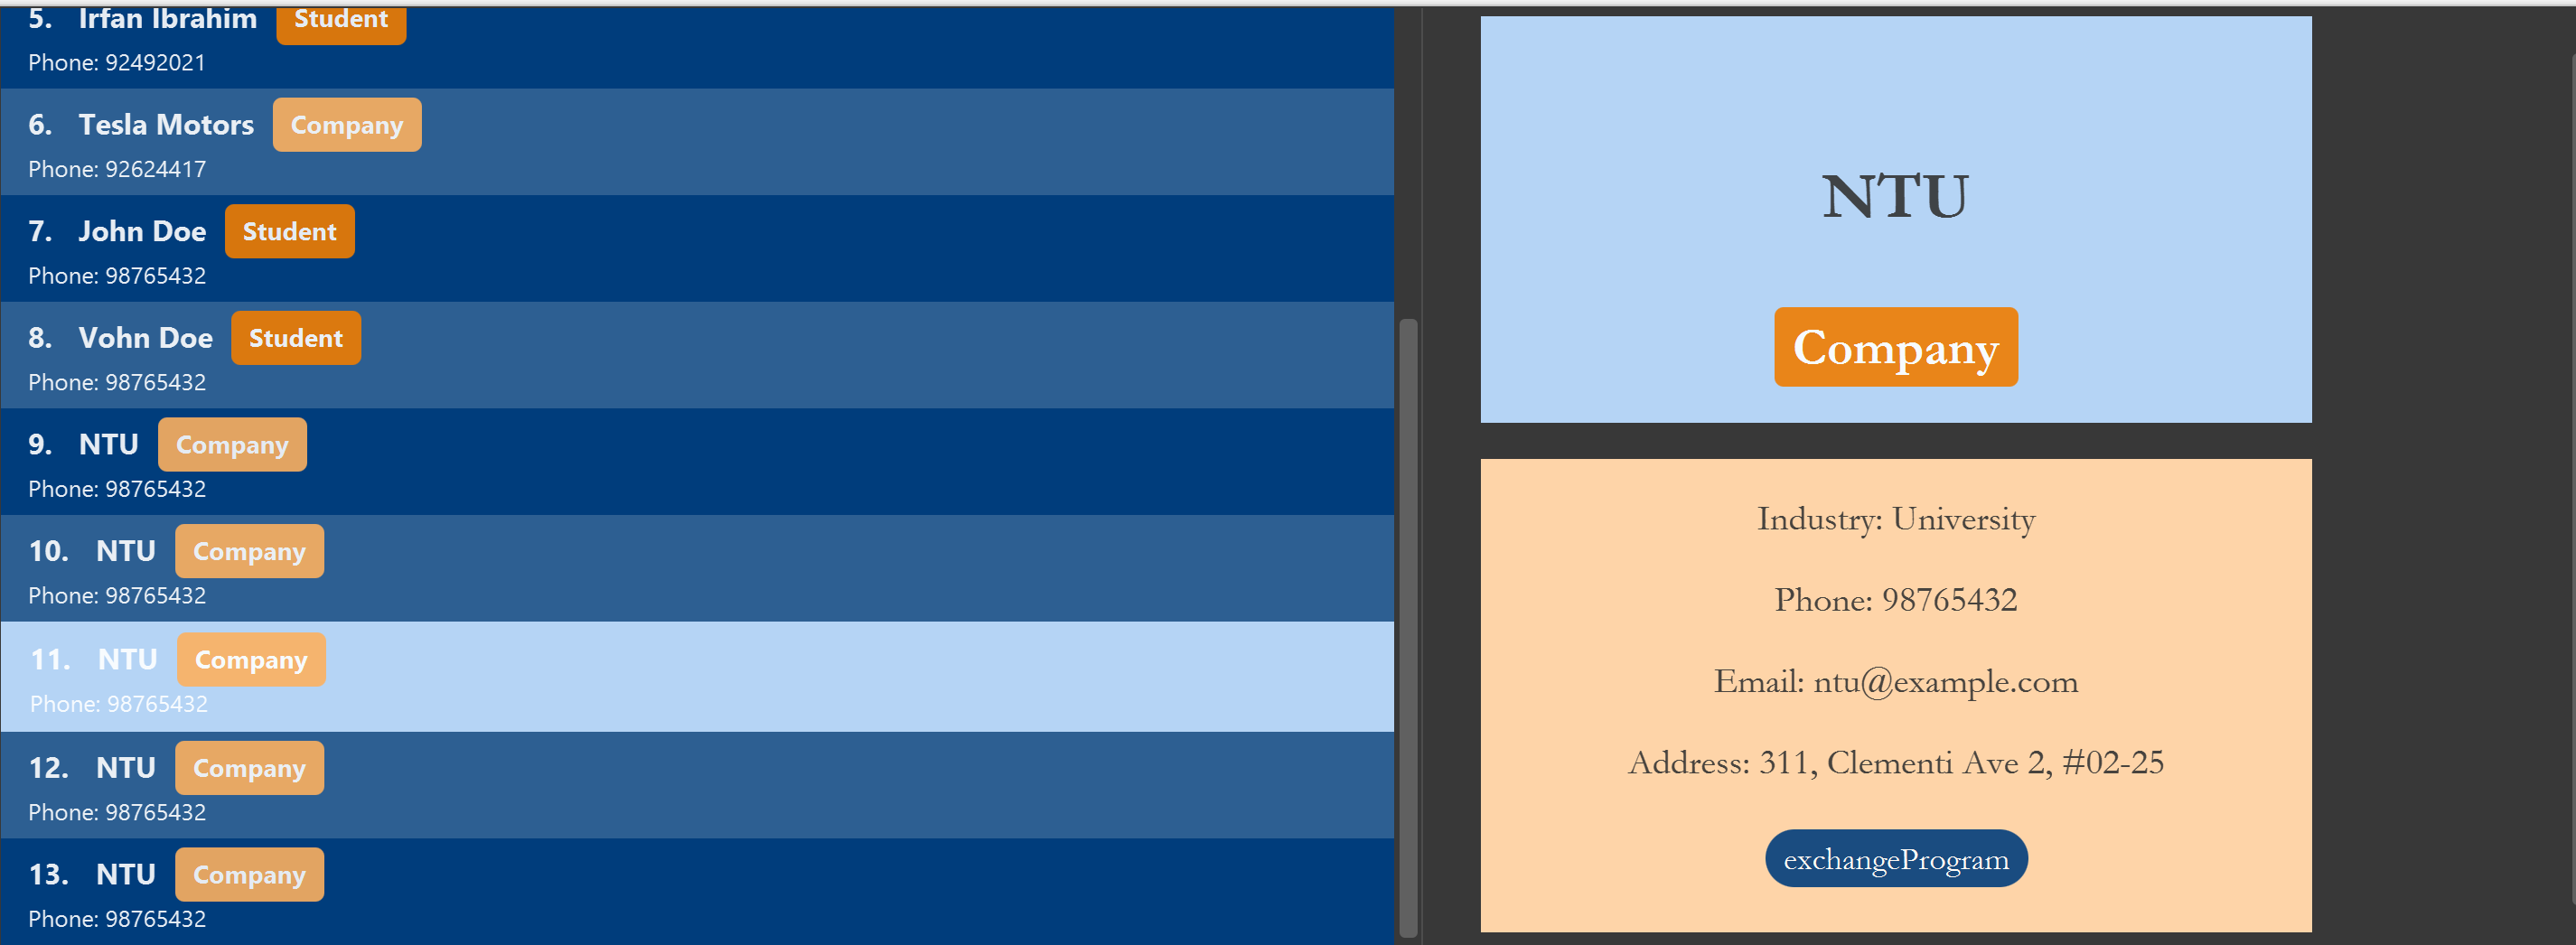 5. Irfan Ibrahim Student
Phone: 92492021
6. Tesla Motors Company
Phone: 92624417
7. John Doe Student
Phone: 98765432
8. Vohn Doe Student
Phone: 98765432
9. NTU Company
Phone: 98765432
10. NTU Company
Phone: 98765432
11. NTU Company
Phone: 98765432
12. NTU Company
Phone: 98765432
13. NTU Company
Phone: 98765432
NTU
Company
Industry: University
Phone: 98765432
Email: ntu@example.com
Address: 311, Clementi Ave 2, #02-25
exchangeProgram